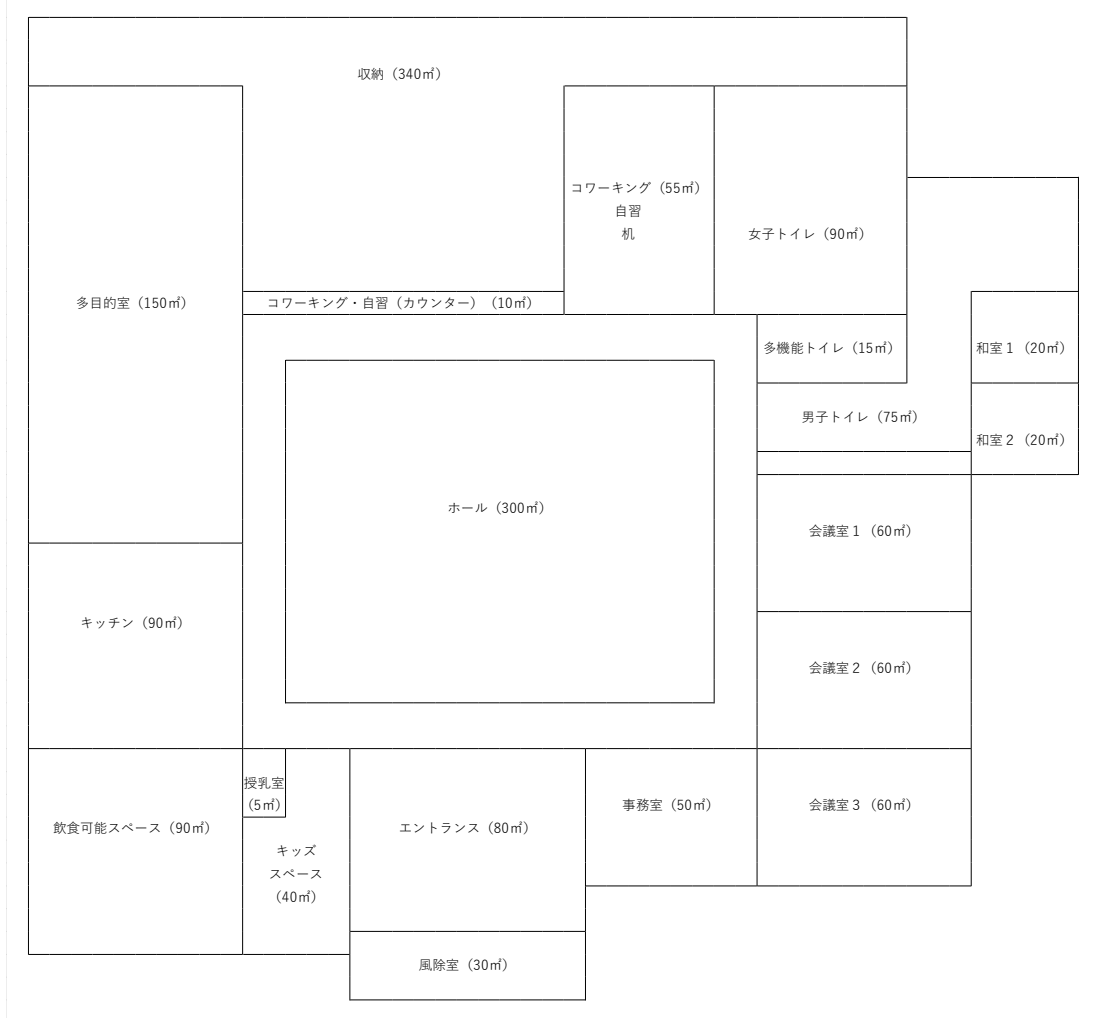 収納（340㎡）
コワーキング（55㎡）
自習
机
女子トイレ（90㎡）
多目的室（150㎡）
コワーキング・自習（カウンター）（10㎡）
多機能トイレ（15㎡）
和室１（20㎡）
男子トイレ（75㎡）
和室２（20㎡）
ホール（300㎡）
会議室１（60㎡）
キッチン（90㎡）
会議室２（60㎡）
授乳室
（5㎡）
事務室（50㎡）
会議室３（60㎡）
飲食可能スペース（90㎡）
エントランス（80㎡）
キッズ
スペース
（40㎡）
風除室（30㎡）